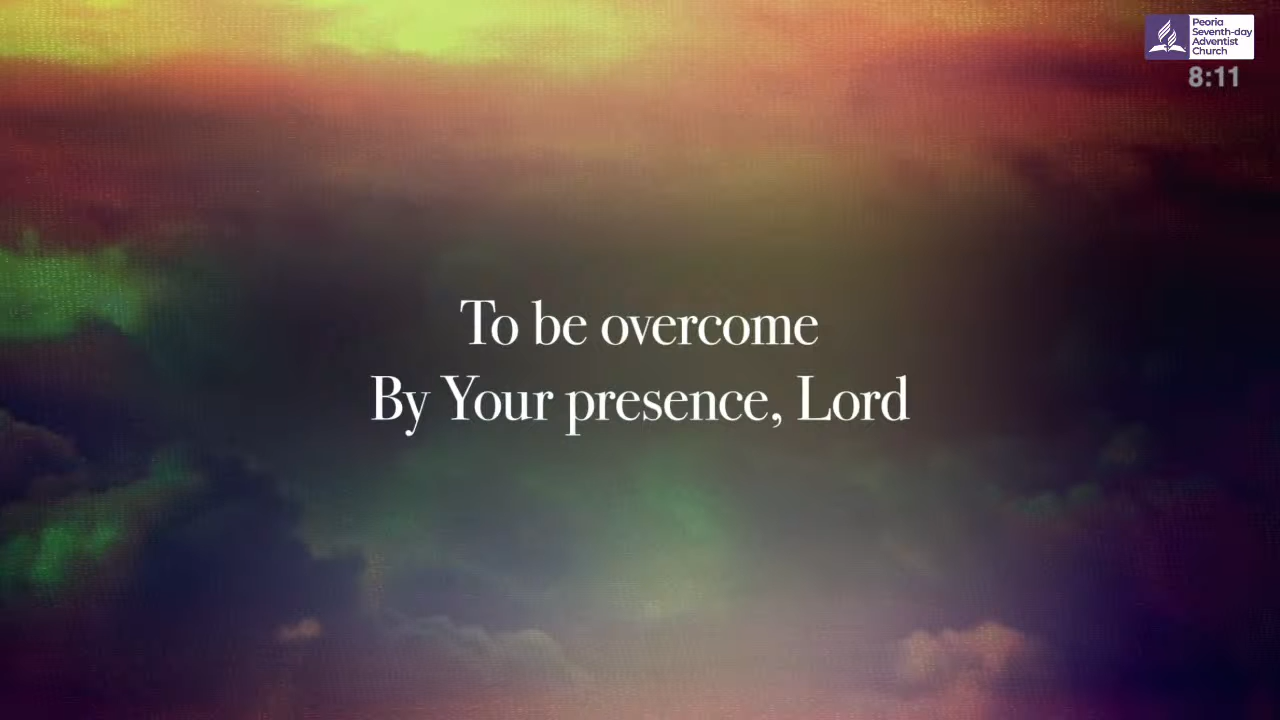 Peoria
Seventh-day
Adventist
Church
8:11
To be overcome
By Your presence, Lord